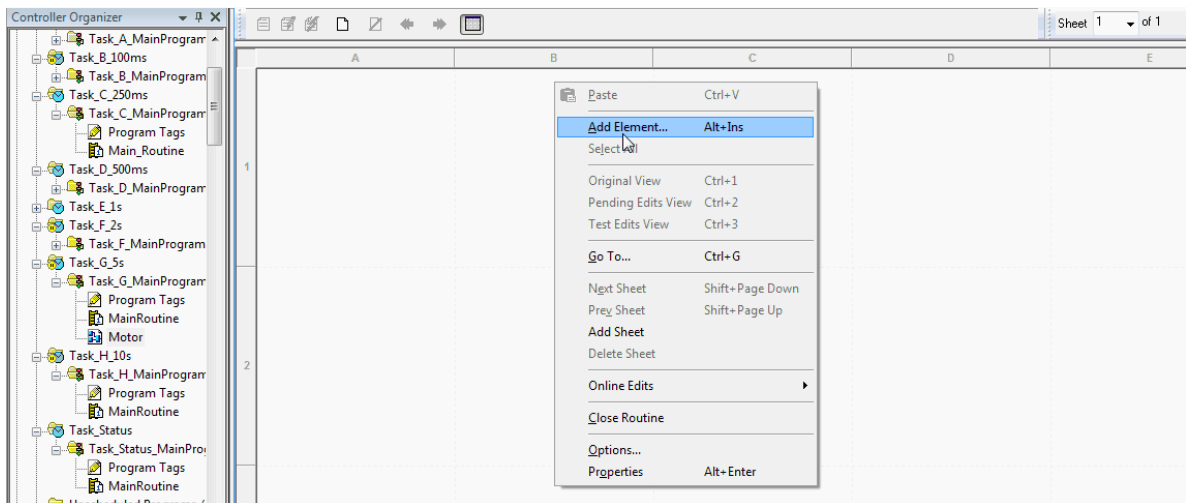 Controller Organizer
Task_A_MainProgram
Task_B_100ms
Task_B_MainProgram
Task_C_250ms
Task_C_MainProgram
Program Tags
Main_Routine
Task_D_500ms
Task_D_MainProgram
Task_E_1s
Task_F_2s
Task_F_MainProgram
Task_G_5s
Task_G_MainProgram
Program Tags
MainRoutine
Motor
Task_H_10s
Task_H_MainProgram
Program Tags
MainRoutine
Task_Status
Task_Status_MainPro
Program Tags
MainRoutine
Sheet 1 of 1
A B C D E
1
2
Paste Ctrl+V
Add Element... Alt+Ins
Select All
Original View Ctrl+1
Pending Edits View Ctrl+2
Test Edits View Ctrl+3
Go To... Ctrl+G
Next Sheet Shift+Page Down
Prev Sheet Shift+Page Up
Add Sheet
Delete Sheet
Online Edits
Close Routine
Options...
Properties Alt+Enter